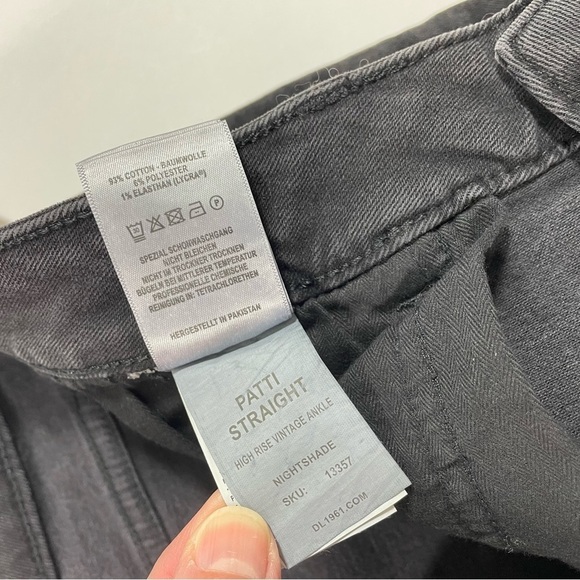 93% COTTON - BAUMWOLLE
6% POLYESTER
1% ELASTHAN (LYCRA®)
30
P
SPEZIAL SCHONWASCHGANG
NICHT BLEICHEN
NICHT IM TROCKNER TROCKNEN
BÜGELN BEI MITTLERER TEMPERATUR
PROFESSIONELLE CHEMISCHE
REINIGUNG IN: TETRACHLORETHEN
HERGESTELLT IN PAKISTAN
PATTI
STRAIGHT
HIGH RISE VINTAGE ANKLE
NIGHTSHADE
SKU: 13357
DL1961.COM